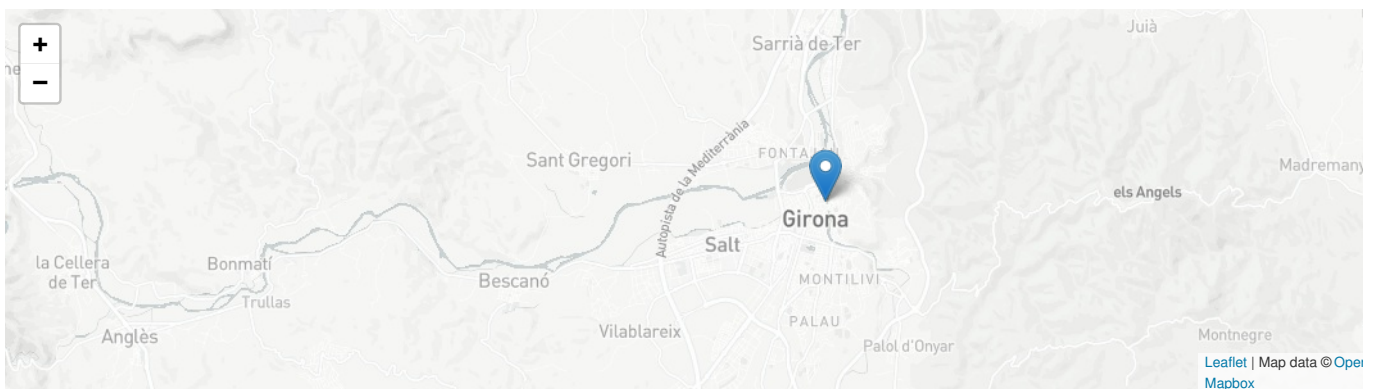 +
−
Juià
Sarrià de Ter
Autopista de la Mediterrània
Sant Gregori
Madremany
els Angels
Girona
Salt
la Cellera
de Ter
Bonmatí
Bescanó
MONTILIVI
Trullas
PALAU
Vilablareix
Anglès
Palol d'Onyar
Montnegre
Leaflet | Map data ©
Mapbox